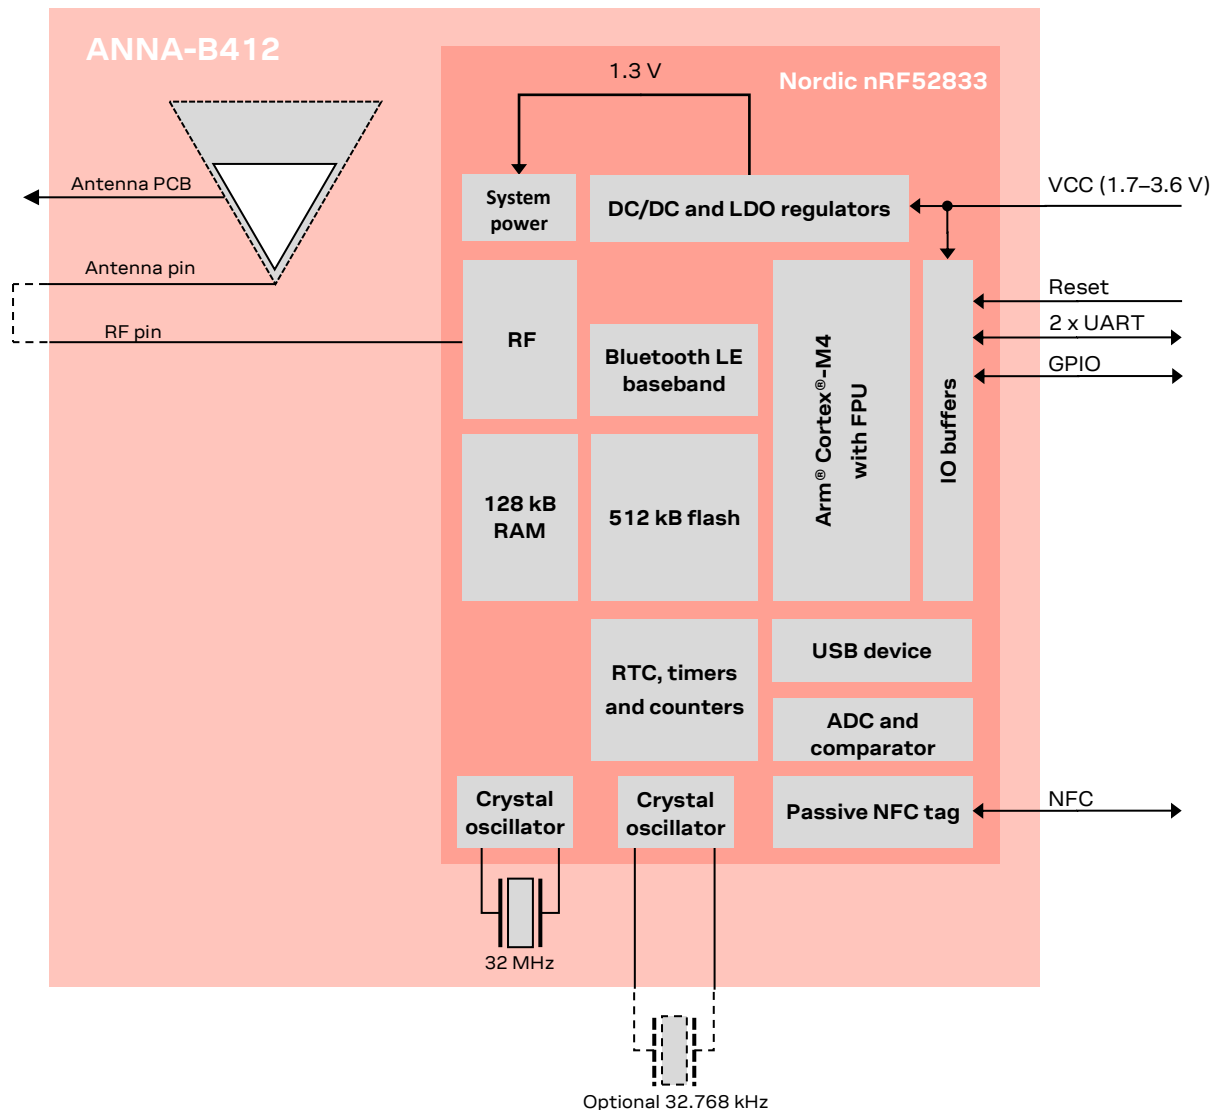 ANNA-B412
Nordic nRF52833
1.3 V
Antenna PCB
Antenna pin
RF pin
System
power
DC/DC and LDO regulators
VCC (1.7–3.6 V)
Reset
2 x UART
GPIO
RF
Bluetooth LE
baseband
Arm® Cortex®-M4
with FPU
IO buffers
128 kB
RAM
512 kB flash
RTC, timers
and counters
USB device
ADC and
comparator
Crystal
oscillator
Crystal
oscillator
Passive NFC tag
NFC
32 MHz
Optional 32.768 kHz